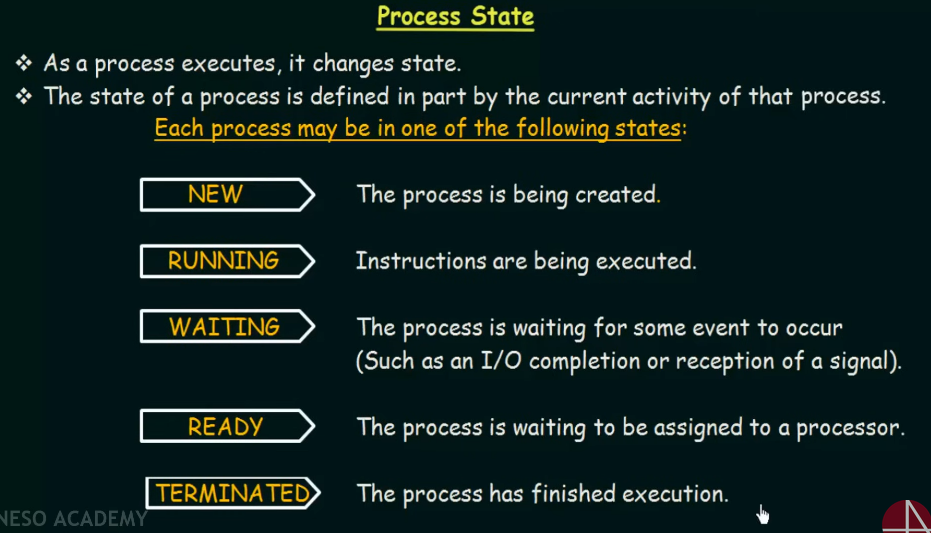 Process State
❖ As a process executes, it changes state.
❖ The state of a process is defined in part by the current activity of that process.
Each process may be in one of the following states:
NEW The process is being created.
RUNNING Instructions are being executed.
WAITING The process is waiting for some event to occur
(Such as an I/O completion or reception of a signal).
READY The process is waiting to be assigned to a processor.
TERMINATED The process has finished execution.
NESO ACADEMY